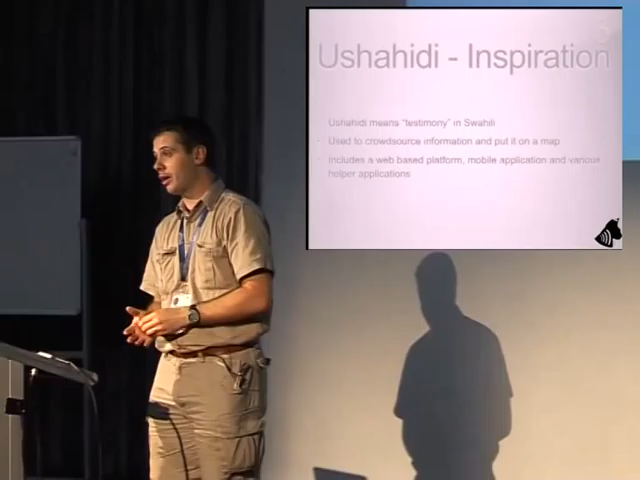 Ushahidi - Inspiration
Ushahidi means "testimony" in Swahili
Used to crowdsource information and put it on a map
Includes a web based platform, mobile application and various
helper applications